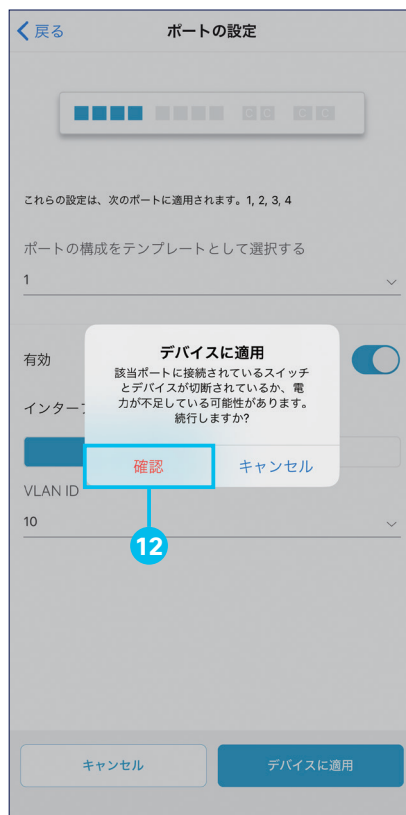 戻る
ポートの設定
C C C C
これらの設定は、次のポートに適用されます。1, 2, 3, 4
ポートの構成をテンプレートとして選択する
1
デバイスに適用
該当ポートに接続されているスイッチ
とデバイスが切断されているか、電
力が不足している可能性があります。
続行しますか?
有効
インターフ
確認
キャンセル
VLAN ID
10
12
キャンセル
デバイスに適用